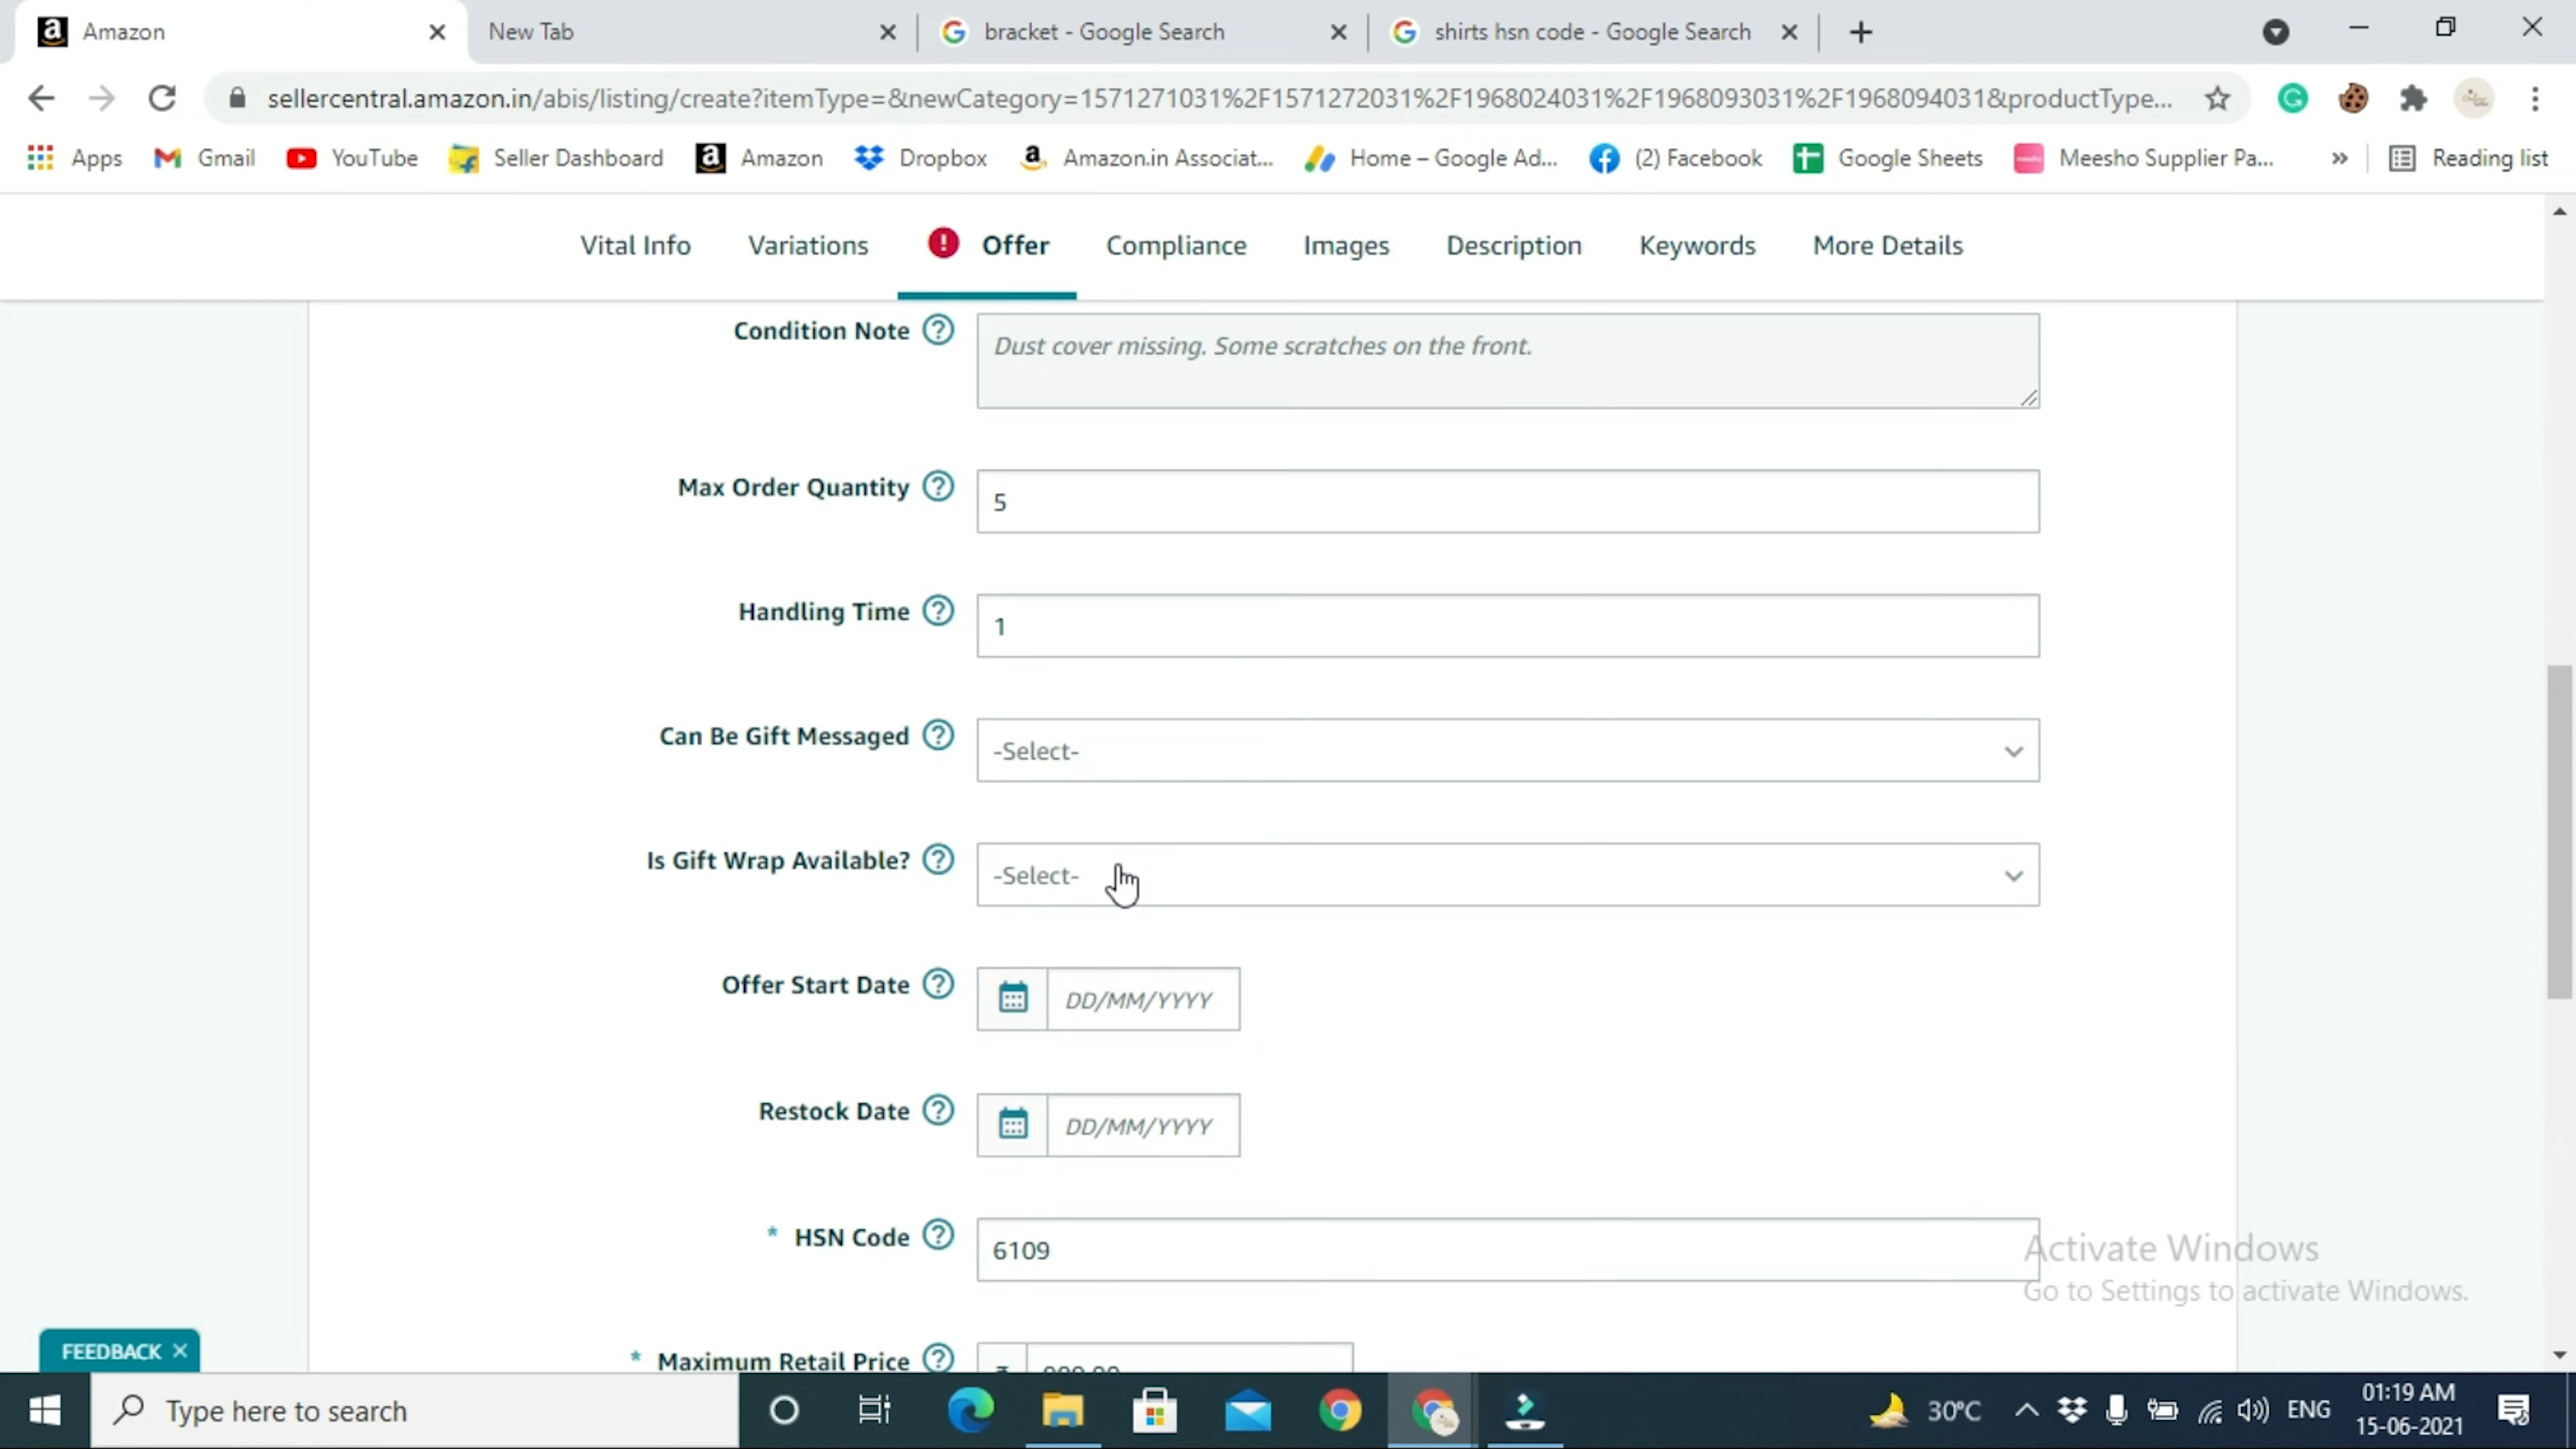 Amazon
New Tab
bracket - Google Search
shirts hsn code - Google Search
sellercentral.amazon.in/abis/listing/create?itemType=&newCategory=1571271031%2F1571272031%2F1968024031%2F1968093031%2F1968094031&productType...
Apps Gmail YouTube Seller Dashboard Amazon Dropbox Amazon.in Associat... Home – Google Ad... (2) Facebook Google Sheets Meesho Supplier Pa... » Reading list
Vital Info Variations Offer Compliance Images Description Keywords More Details
Condition Note
Dust cover missing. Some scratches on the front.
Max Order Quantity
5
Handling Time
1
Can Be Gift Messaged
-Select-
Is Gift Wrap Available?
-Select-
Offer Start Date
DD/MM/YYYY
Restock Date
DD/MM/YYYY
* HSN Code
6109
Activate Windows
Go to Settings to activate Windows.
FEEDBACK ×
* Maximum Retail Price
Type here to search
30°C
ENG
01:19 AM
15-06-2021